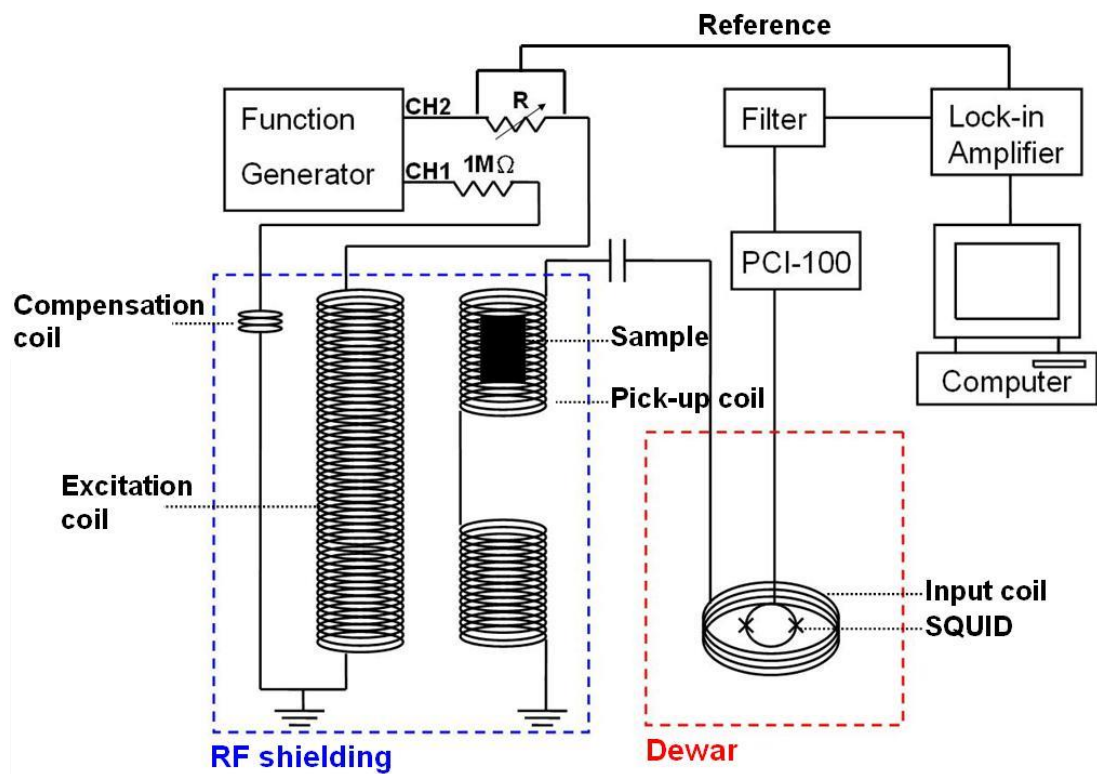 Reference
Function
Generator
CH2
R
CH1
1MΩ
Filter
Lock-in
Amplifier
PCI-100
Computer
Compensation
coil
Sample
Pick-up coil
Excitation
coil
Input coil
SQUID
RF shielding
Dewar